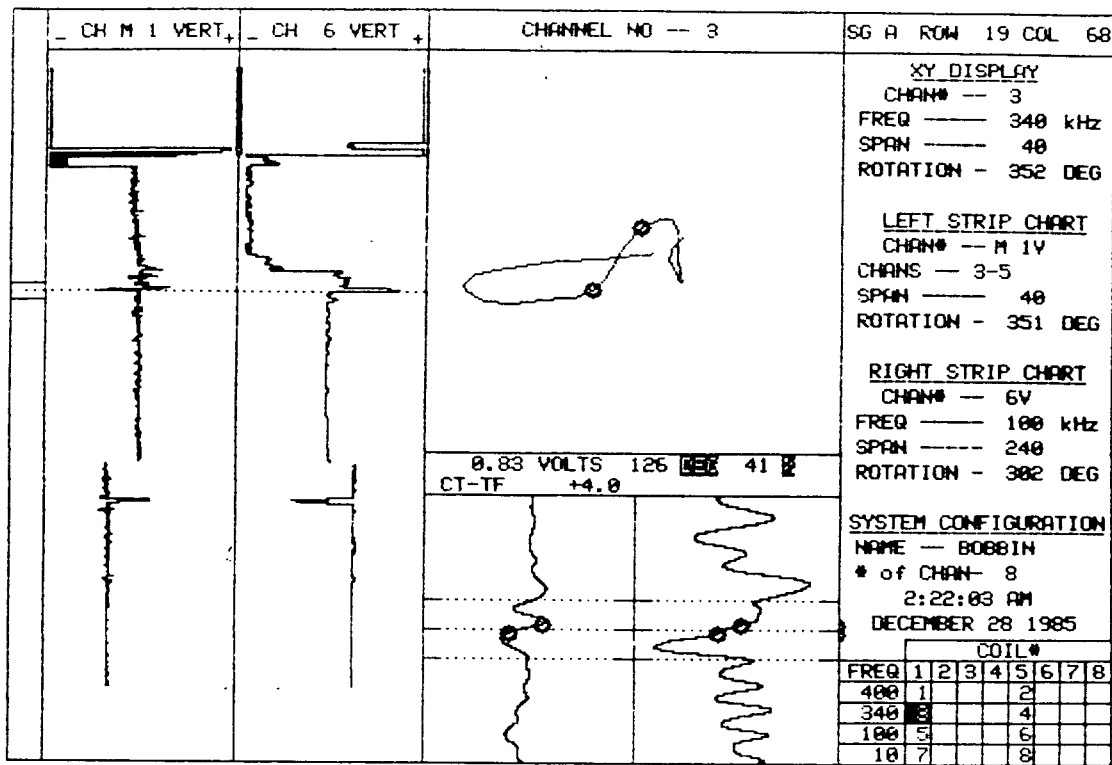 _ CH M 1 VERT + _ CH 6 VERT + CHANNEL NO -- 3 SG A ROW 19 COL 68
XY DISPLAY
CHAN# -- 3
FREQ ----- 340 kHz
SPAN ----- 40
ROTATION - 352 DEG
LEFT STRIP CHART
CHAN# -- M 1V
CHANS -- 3-5
SPAN ----- 40
ROTATION - 351 DEG
RIGHT STRIP CHART
CHAN# -- 6V
FREQ ----- 100 kHz
SPAN ----- 240
ROTATION - 302 DEG
0.83 VOLTS 126 DEG 41 %
CT-TF +4.0
SYSTEM CONFIGURATION
NAME -- BOBBIN
# of CHAN- 8
2:22:03 AM
DECEMBER 28 1985
COIL#
FREQ 1 2 3 4 5 6 7 8
400 1 2
340 3 4
100 5 6
10 7 8